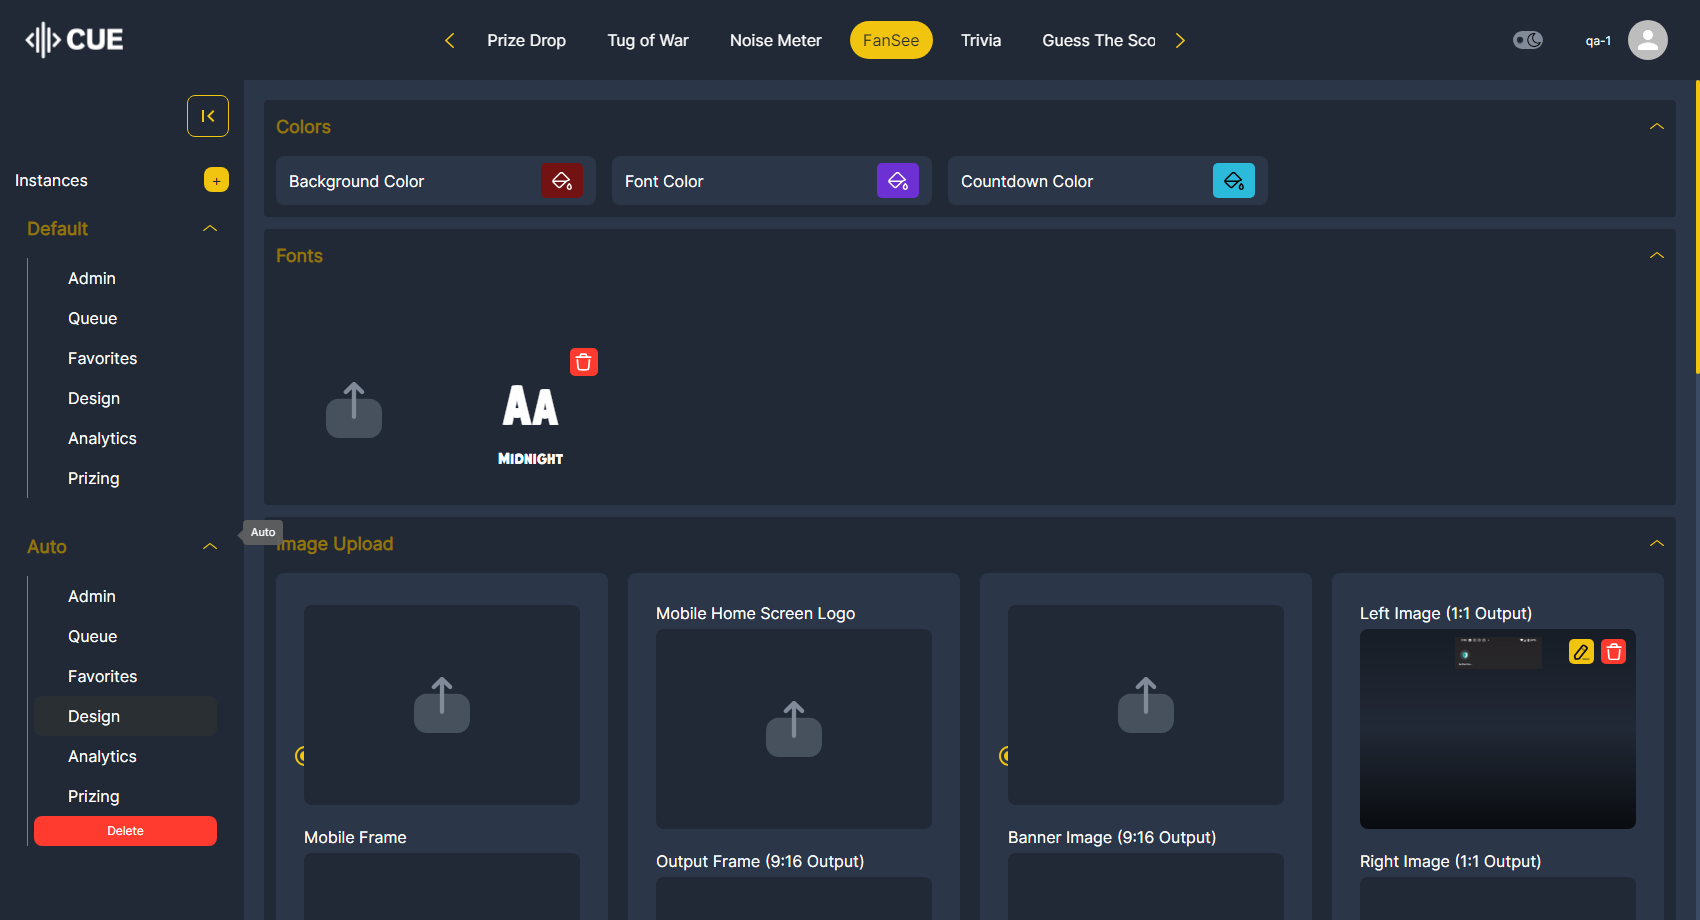 CUE
Prize Drop
Tug of War
Noise Meter
FanSee
Trivia
Guess The Sco
qa-1
Instances
+
Default
Admin
Queue
Favorites
Design
Analytics
Prizing
Auto
Admin
Queue
Favorites
Design
Analytics
Prizing
Delete
Auto
Colors
Background Color
Font Color
Countdown Color
Fonts
AA
MIDNIGHT
Image Upload
Mobile Home Screen Logo
Left Image (1:1 Output)
Mobile Frame
Output Frame (9:16 Output)
Banner Image (9:16 Output)
Right Image (1:1 Output)